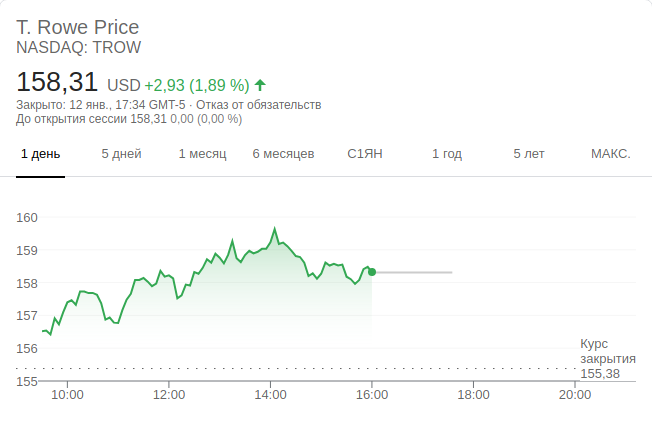 T. Rowe Price
NASDAQ: TROW
158,31 USD +2,93 (1,89 %)
Закрыто: 12 янв., 17:34 GMT-5 · Отказ от обязательств
До открытия сессии 158,31 0,00 (0,00 %)
1 день 5 дней 1 месяц 6 месяцев С1ЯН 1 год 5 лет МАКС.
160
159
158
157
156
Курс
закрытия
155,38
155
10:00 12:00 14:00 16:00 18:00 20:00